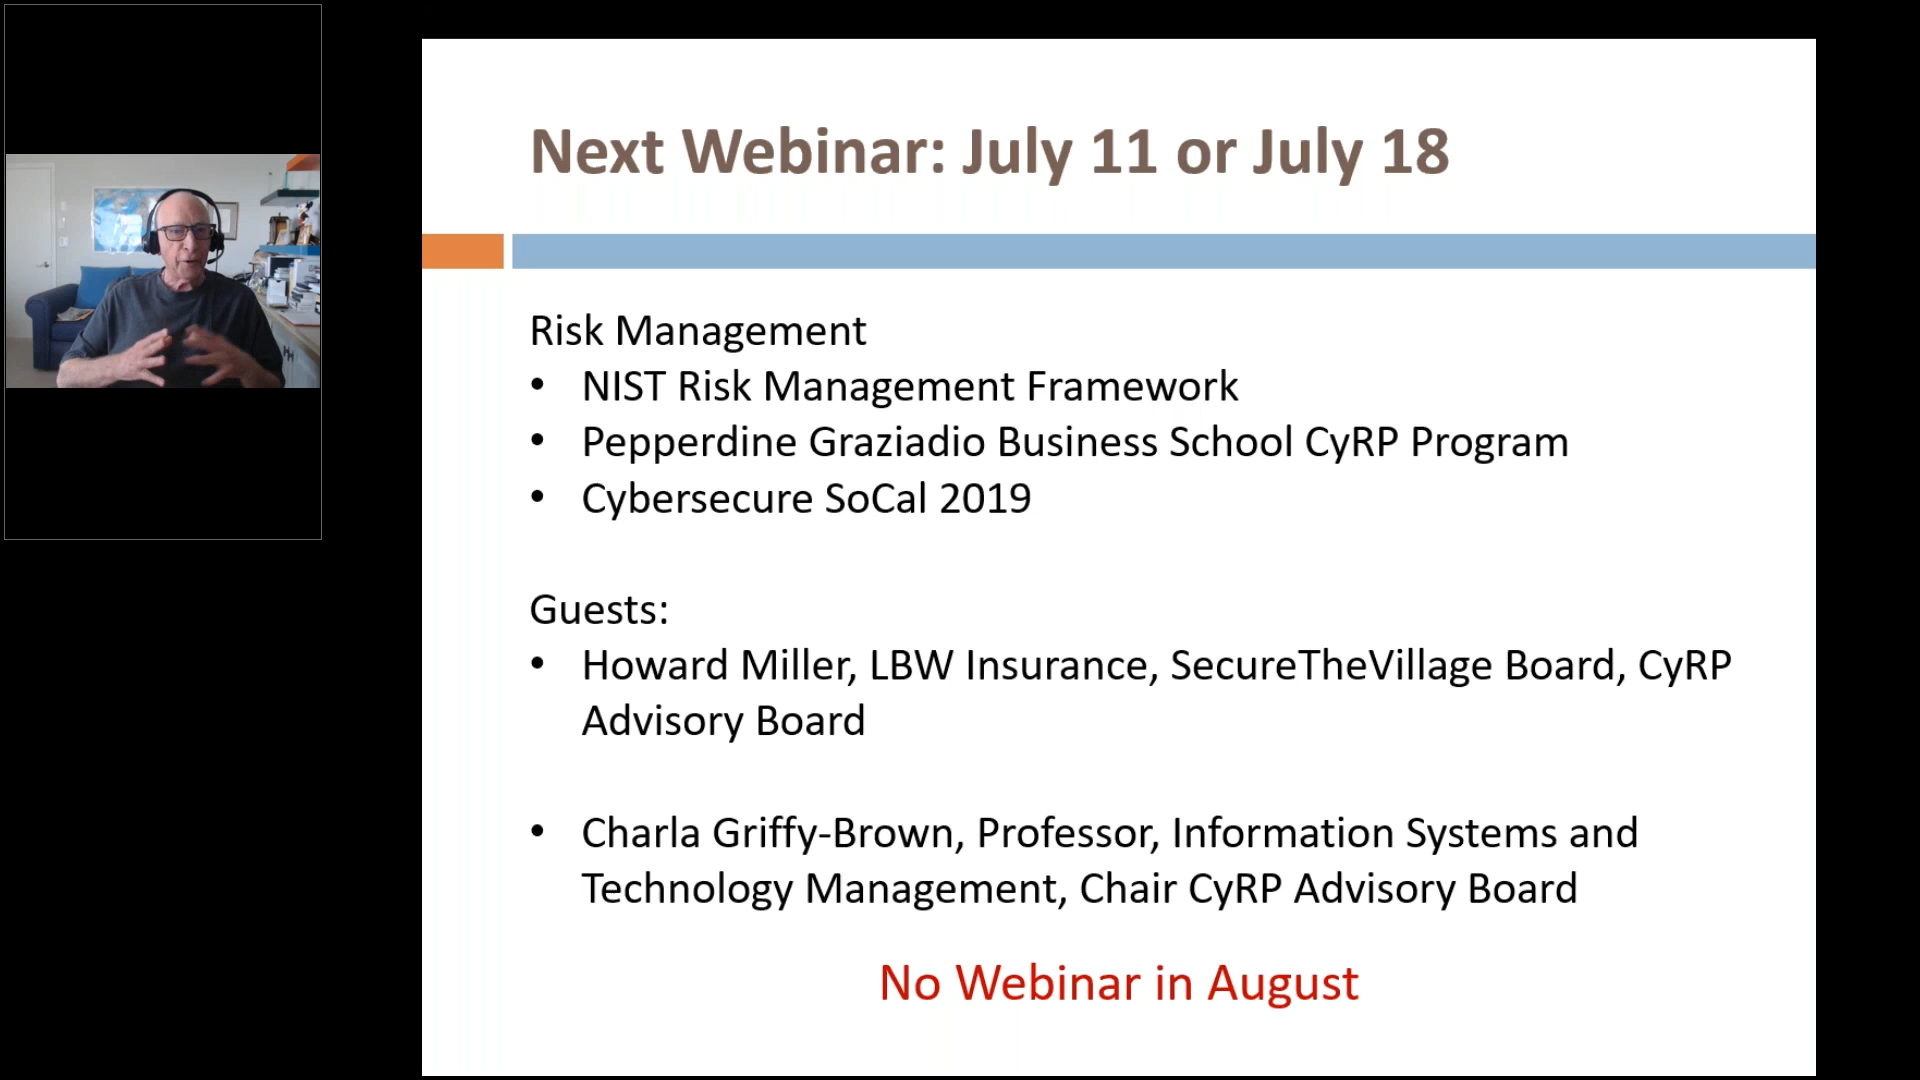 Next Webinar: July 11 or July 18
Risk Management
• NIST Risk Management Framework
• Pepperdine Graziadio Business School CyRP Program
• Cybersecure SoCal 2019
Guests:
• Howard Miller, LBW Insurance, SecureTheVillage Board, CyRP
Advisory Board
• Charla Griffy-Brown, Professor, Information Systems and
Technology Management, Chair CyRP Advisory Board
No Webinar in August